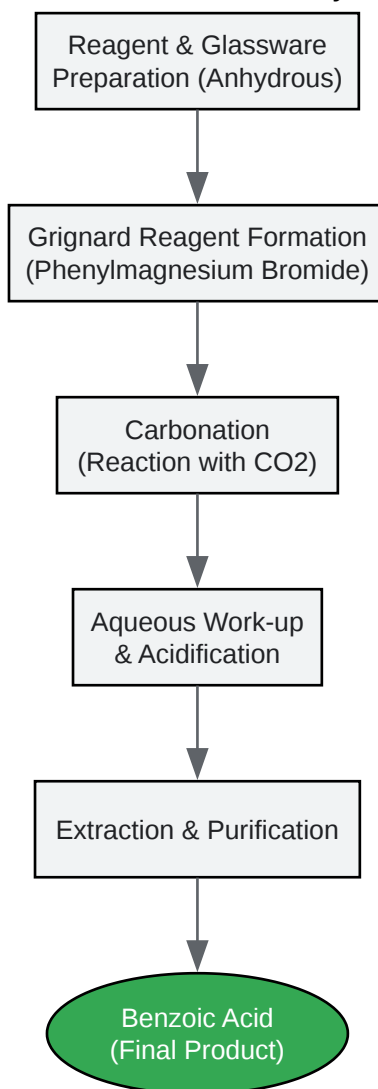 Reagent & Glassware
Preparation (Anhydrous)
Grignard Reagent Formation
(Phenylmagnesium Bromide)
Carbonation
(Reaction with CO2)
Aqueous Work-up
& Acidification
Extraction & Purification
Benzoic Acid
(Final Product)